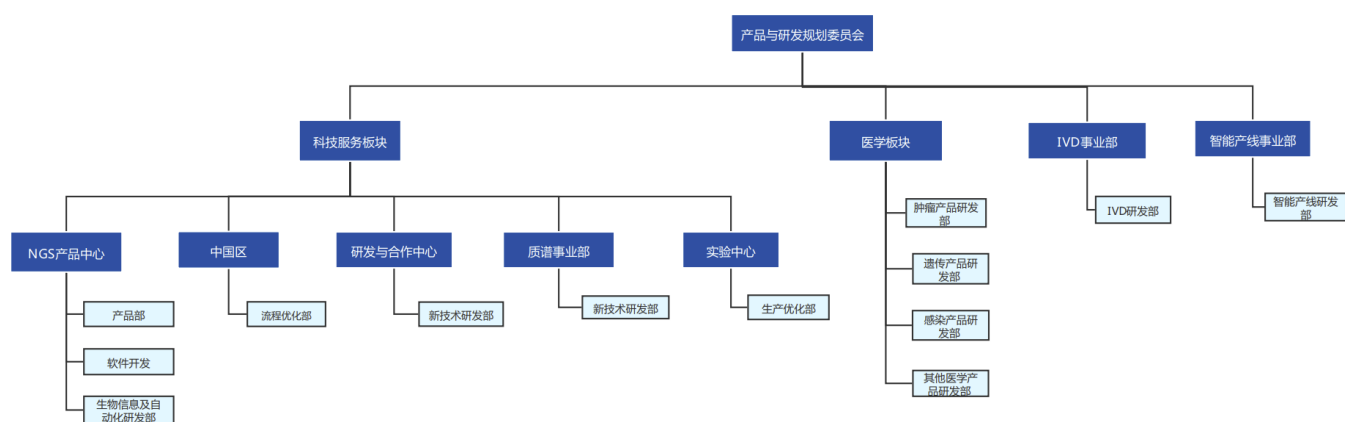 产品与研发规划委员会
科技服务板块
医学板块
IVD事业部
智能产线事业部
NGS产品中心
中国区
研发与合作中心
质谱事业部
实验中心
肿瘤产品研发
部
遗传产品研
发部
感染产品研
发部
其他医学产
品研发部
IVD研发部
智能产线研发
部
产品部
软件开发
生物信息及自
动化研发部
流程优化部
新技术研发部
新技术研发部
生产优化部